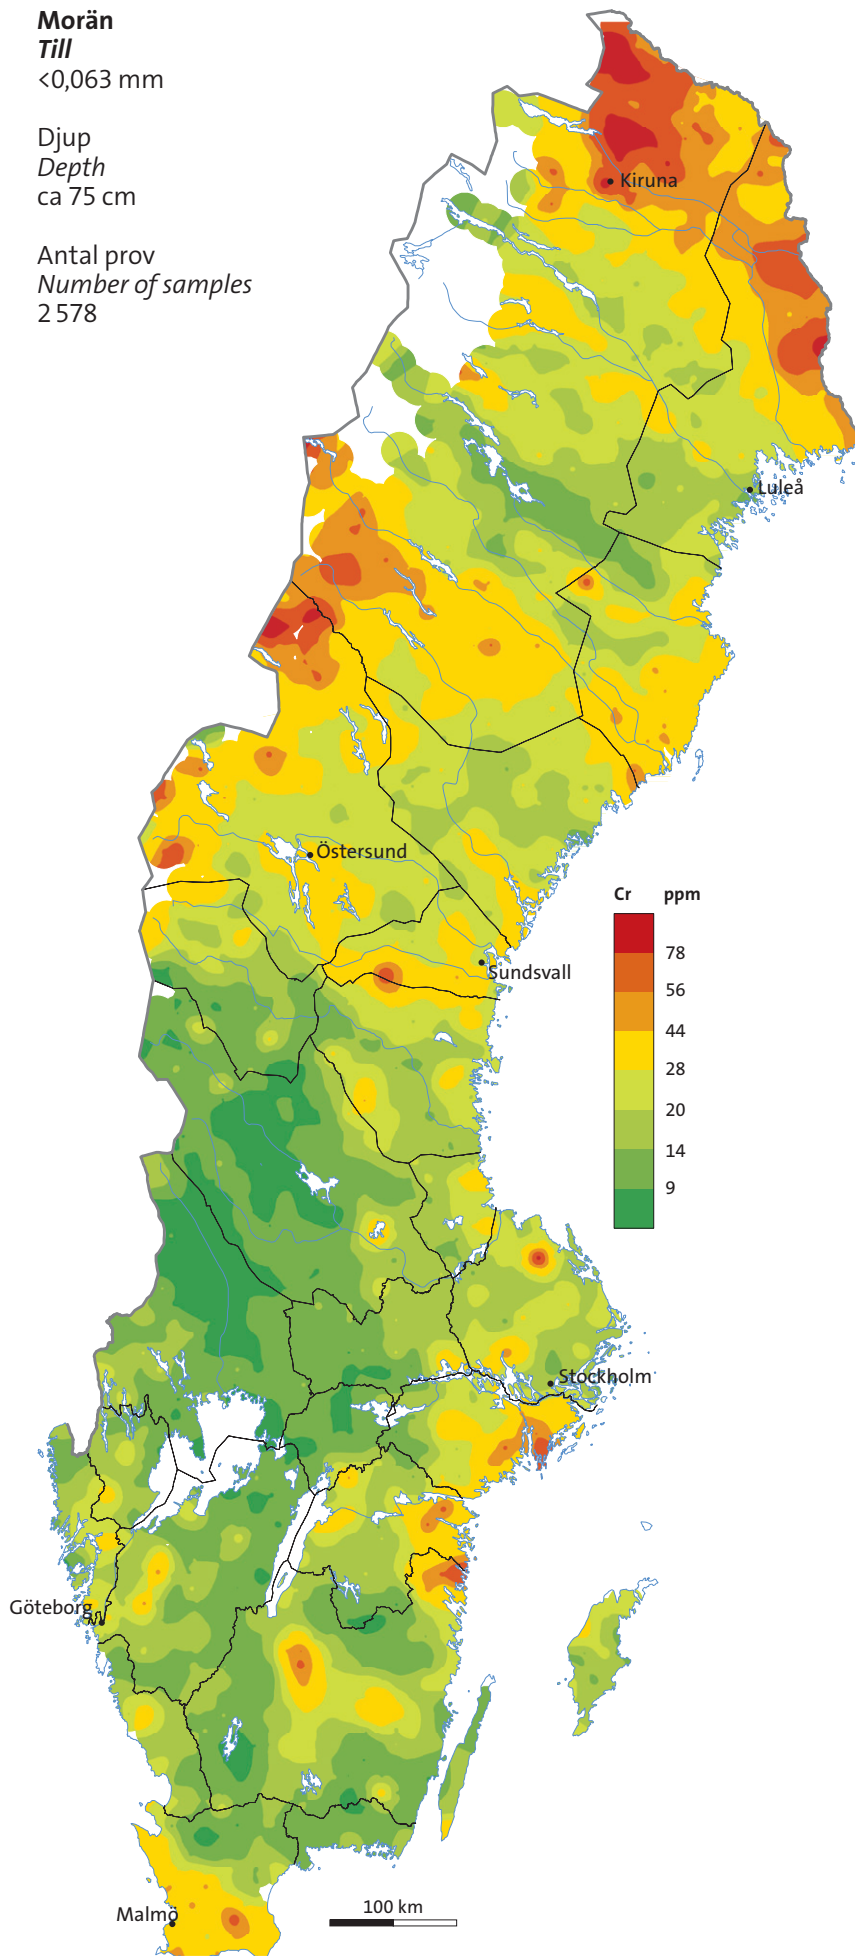 Morän
Till
<0,063 mm
Djup
Depth
ca 75 cm
Antal prov
Number of samples
2 578
Kiruna
Luleå
Östersund
Cr ppm
78
56
44
28
20
14
9
Sundsvall
Stockholm
Göteborg
Malmö
100 km